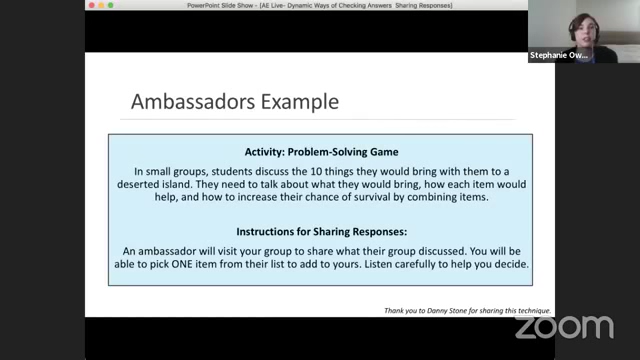 PowerPoint Slide Show - [AE Live- Dynamic Ways of Checking Answers Sharing Responses]
Stephanie Ow...
Ambassadors Example
Activity: Problem-Solving Game
In small groups, students discuss the 10 things they would bring with them to a
deserted island. They need to talk about what they would bring, how each item would
help, and how to increase their chance of survival by combining items.
Instructions for Sharing Responses:
An ambassador will visit your group to share what their group discussed. You will be
able to pick ONE item from their list to add to yours. Listen carefully to help you decide.
Thank you to Danny Stone for sharing this technique.
zoom